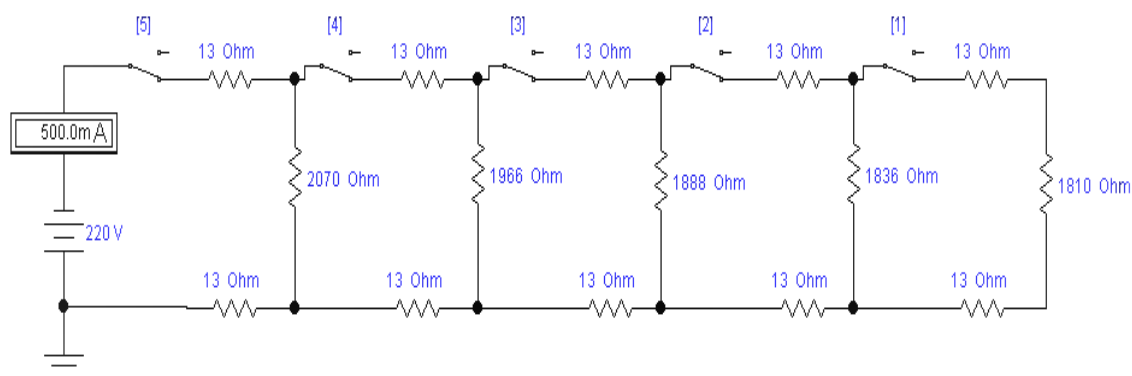 [5] [4] [3] [2] [1]
13 Ohm 13 Ohm 13 Ohm 13 Ohm 13 Ohm
500.0mA
2070 Ohm 1966 Ohm 1888 Ohm 1836 Ohm 1810 Ohm
220 V
13 Ohm 13 Ohm 13 Ohm 13 Ohm 13 Ohm